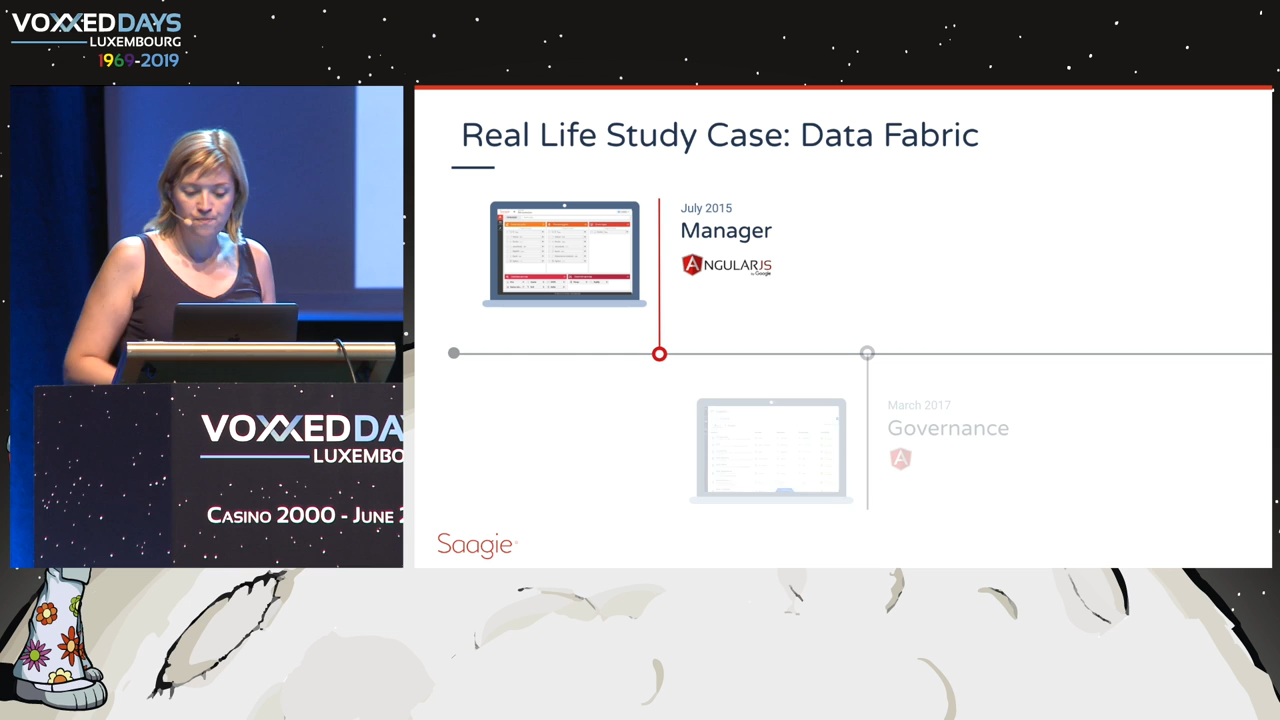 VOXXED DAYS
LUXEMBOURG
1969-2019
Real Life Study Case: Data Fabric
July 2015
Manager
ANGULARJS
by Google
March 2017
Governance
A
Saagie
VOXXED DA
LUXEMBO
CASINO 2000 - JUNE 2